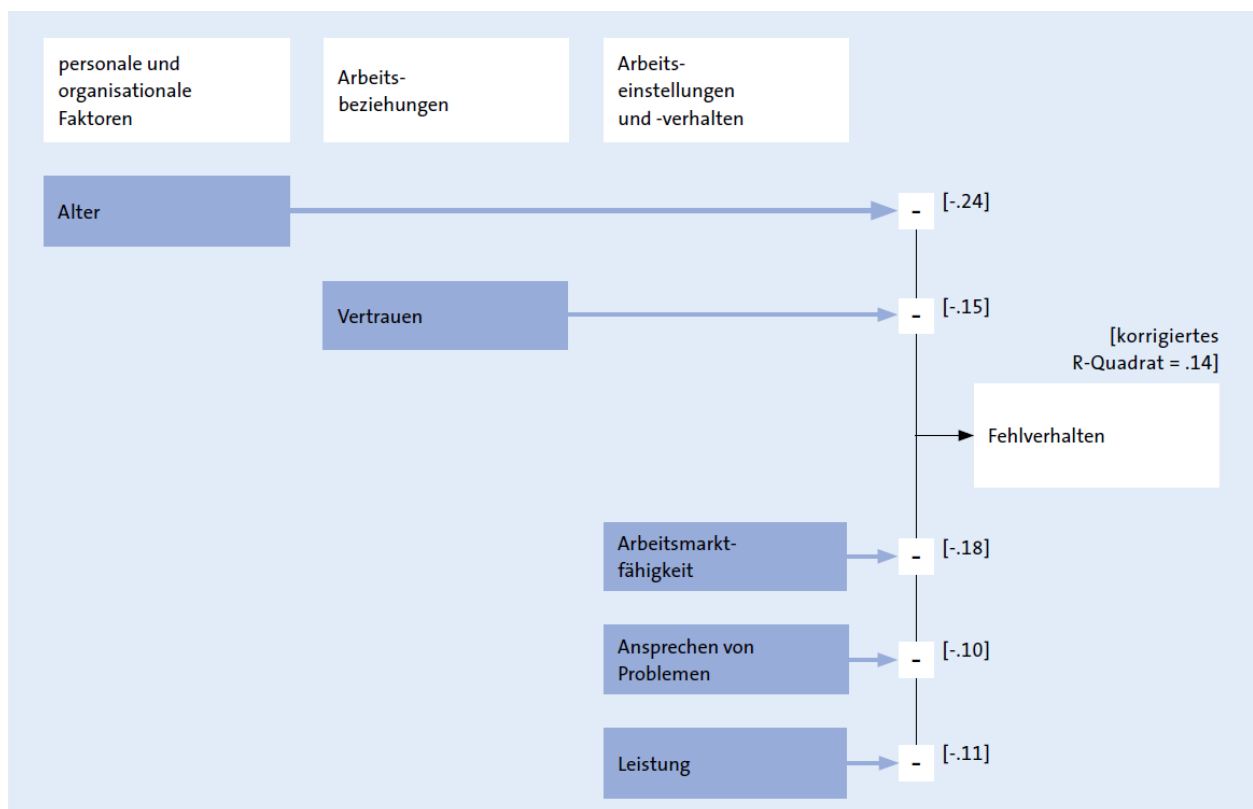 personale und
organisationale
Faktoren
Arbeits-
beziehungen
Arbeits-
einstellungen
und -verhalten
Alter
- [-.24]
Vertrauen
- [-.15]
[korrigiertes
R-Quadrat = .14]
Fehlverhalten
Arbeitsmarkt-
fähigkeit
- [-.18]
Ansprechen von
Problemen
- [-.10]
Leistung
- [-.11]